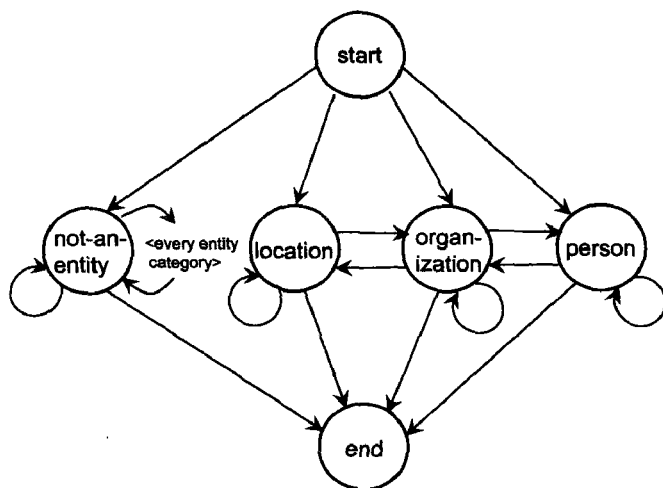 start
not-an-
entity
<every entity
category>
location
organ-
ization
person
end